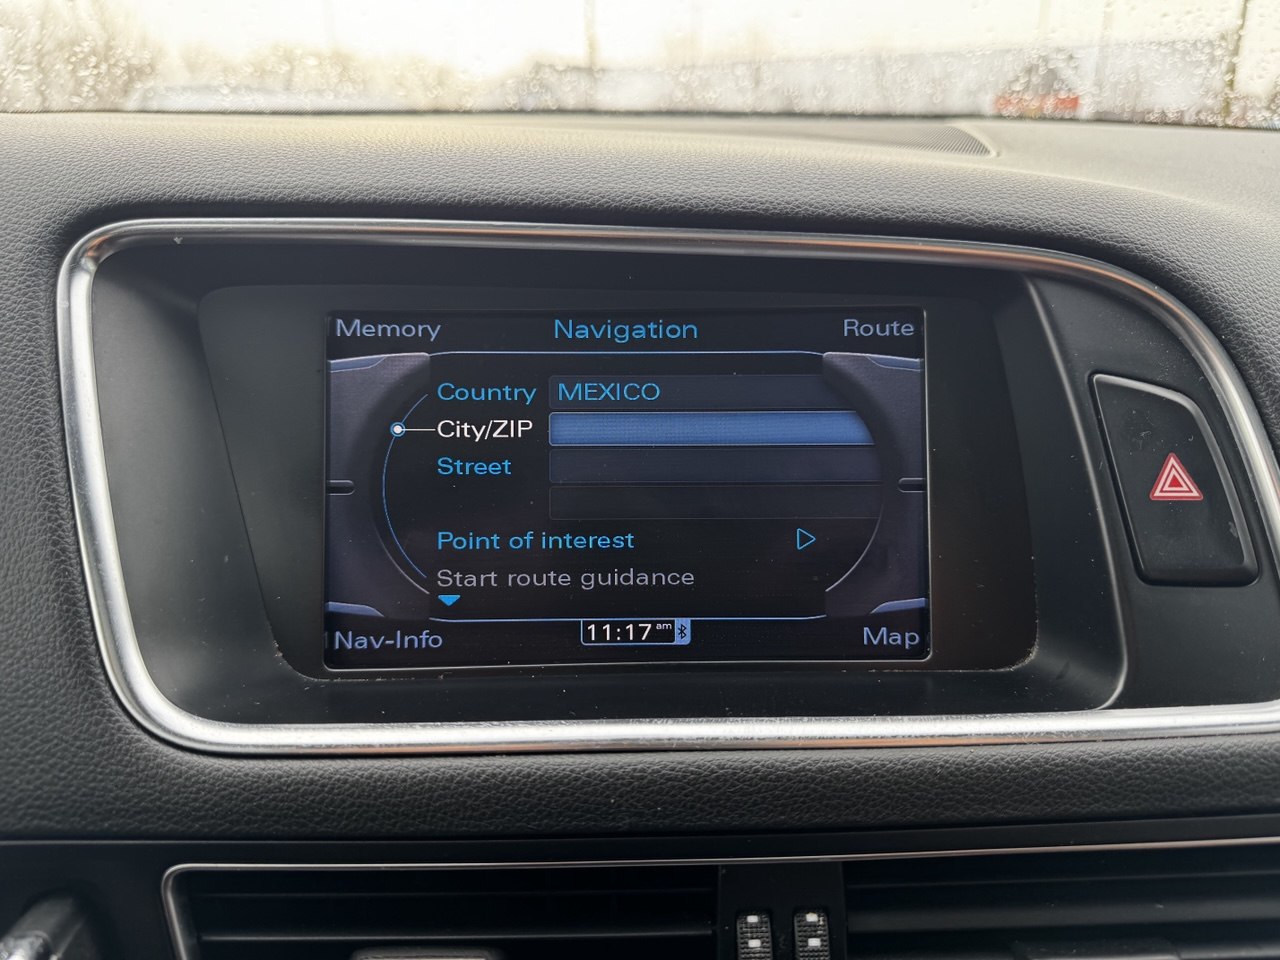 Memory Navigation Route
Country MEXICO
City/ZIP
Street
Point of interest
Start route guidance
Nav-Info 11:17 am Map